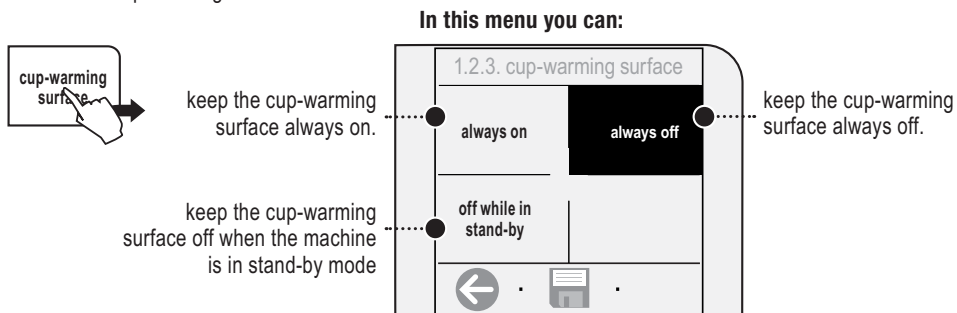 In this menu you can:
cup-warming
surface
keep the cup-warming
surface always on.
1.2.3. cup-warming surface
always on
always off
keep the cup-warming
surface always off.
keep the cup-warming
surface off when the machine
is in stand-by mode
off while in
stand-by